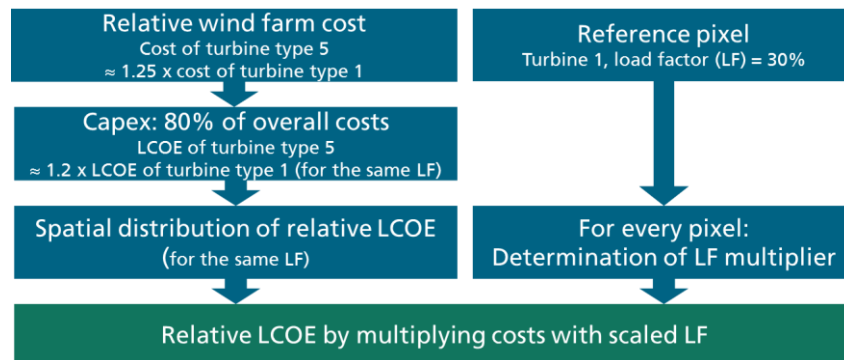 Relative wind farm cost
Cost of turbine type 5
≈ 1.25 x cost of turbine type 1
Capex: 80% of overall costs
LCOE of turbine type 5
≈ 1.2 x LCOE of turbine type 1 (for the same LF)
Spatial distribution of relative LCOE
(for the same LF)
Reference pixel
Turbine 1, load factor (LF) = 30%
For every pixel:
Determination of LF multiplier
Relative LCOE by multiplying costs with scaled LF